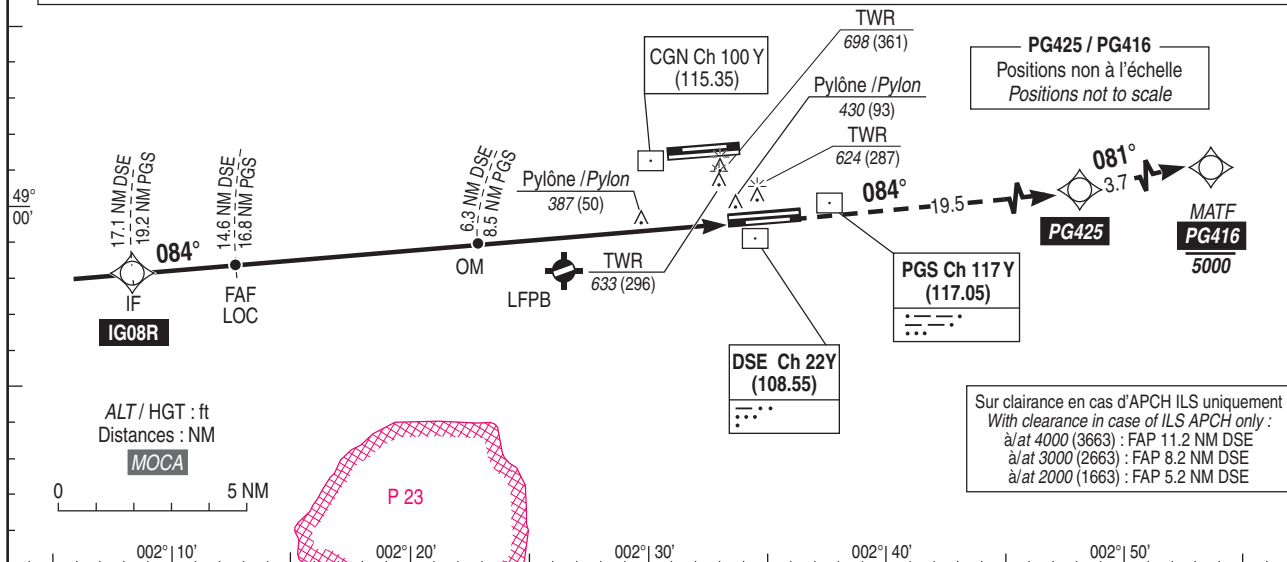 TWR
698 (361)
CGN Ch 100 Y
(115.35)
PG425 / PG416
Positions non à l'échelle
Positions not to scale
Pylône /Pylon
430 (93)
TWR
624 (287)
17.1 NM DSE
19.2 NM PGS
14.6 NM DSE
16.8 NM PGS
6.3 NM DSE
8.5 NM PGS
Pylône /Pylon
387 (50)
49°
00'
084°
084°
19.5
081°
3.7
PG425
MATF
PG416
5000
IF
IG08R
FAF
LOC
OM
LFPB
TWR
633 (296)
PGS Ch 117 Y
(117.05)
DSE Ch 22Y
(108.55)
ALT / HGT : ft
Distances : NM
MOCA
0 5 NM
P 23
Sur clairance en cas d'APCH ILS uniquement
With clearance in case of ILS APCH only :
à/at 4000 (3663) : FAP 11.2 NM DSE
à/at 3000 (2663) : FAP 8.2 NM DSE
à/at 2000 (1663) : FAP 5.2 NM DSE
002° 10' 002° 20' 002° 30' 002° 40' 002° 50'